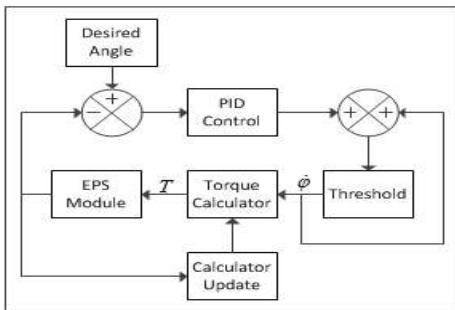 Desired
Angle
+
−
PID
Control
+ +
EPS
Module
T
Torque
Calculator
φ̇
Threshold
Calculator
Update